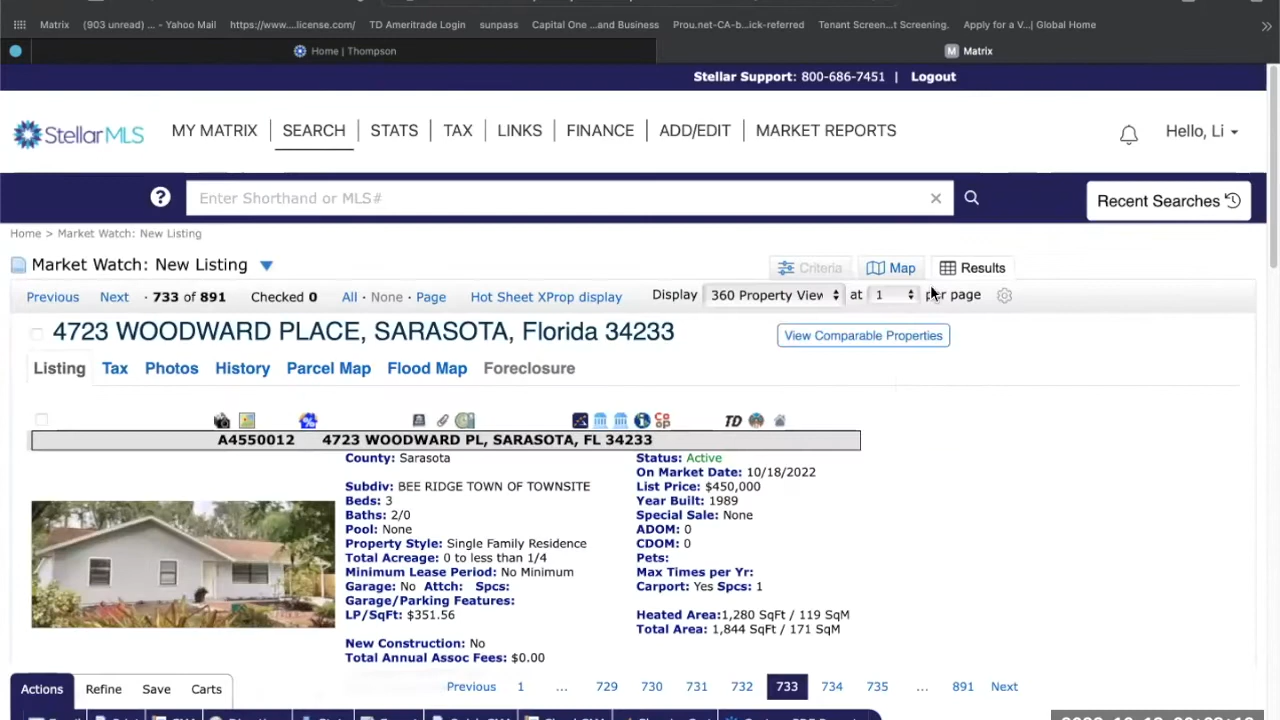 Matrix (903 unread) ... - Yahoo Mail https://www....license.com/ TD Ameritrade Login sunpass Capital One ...and Business Prou.net-CA-b...ick-referred Tenant Screen...t Screening. Apply for a V...| Global Home
Home | Thompson M Matrix
Stellar Support: 800-686-7451 | Logout
StellarMLS MY MATRIX SEARCH STATS TAX LINKS FINANCE ADD/EDIT MARKET REPORTS Hello, Li
? Enter Shorthand or MLS# Recent Searches
Home > Market Watch: New Listing
Market Watch: New Listing Criteria Map Results
Previous Next · 733 of 891 Checked 0 All · None · Page Hot Sheet XProp display Display 360 Property View at 1 per page
4723 WOODWARD PLACE, SARASOTA, Florida 34233 View Comparable Properties
Listing Tax Photos History Parcel Map Flood Map Foreclosure
TD
A4550012 4723 WOODWARD PL, SARASOTA, FL 34233
County: Sarasota Status: Active
On Market Date: 10/18/2022
Subdiv: BEE RIDGE TOWN OF TOWNSITE List Price: $450,000
Beds: 3 Year Built: 1989
Baths: 2/0 Special Sale: None
Pool: None ADOM: 0
Property Style: Single Family Residence CDOM: 0
Total Acreage: 0 to less than 1/4 Pets:
Minimum Lease Period: No Minimum Max Times per Yr:
Garage: No Attch: Spcs: Carport: Yes Spcs: 1
Garage/Parking Features:
LP/SqFt: $351.56 Heated Area:1,280 SqFt / 119 SqM
Total Area: 1,844 SqFt / 171 SqM
New Construction: No
Total Annual Assoc Fees: $0.00
Actions Refine Save Carts Previous 1 ... 729 730 731 732 733 734 735 ... 891 Next